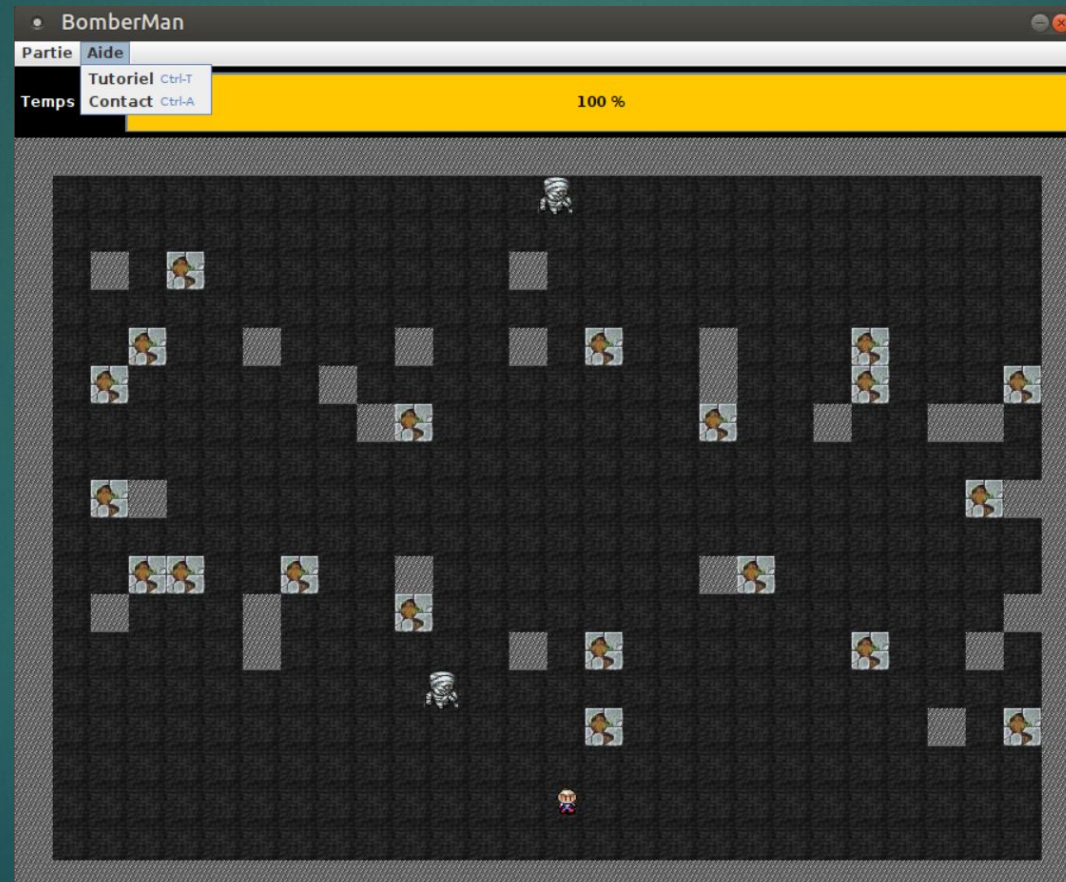 BomberMan
Partie Aide
Tutoriel Ctrl-T
Contact Ctrl-A
Temps 100 %